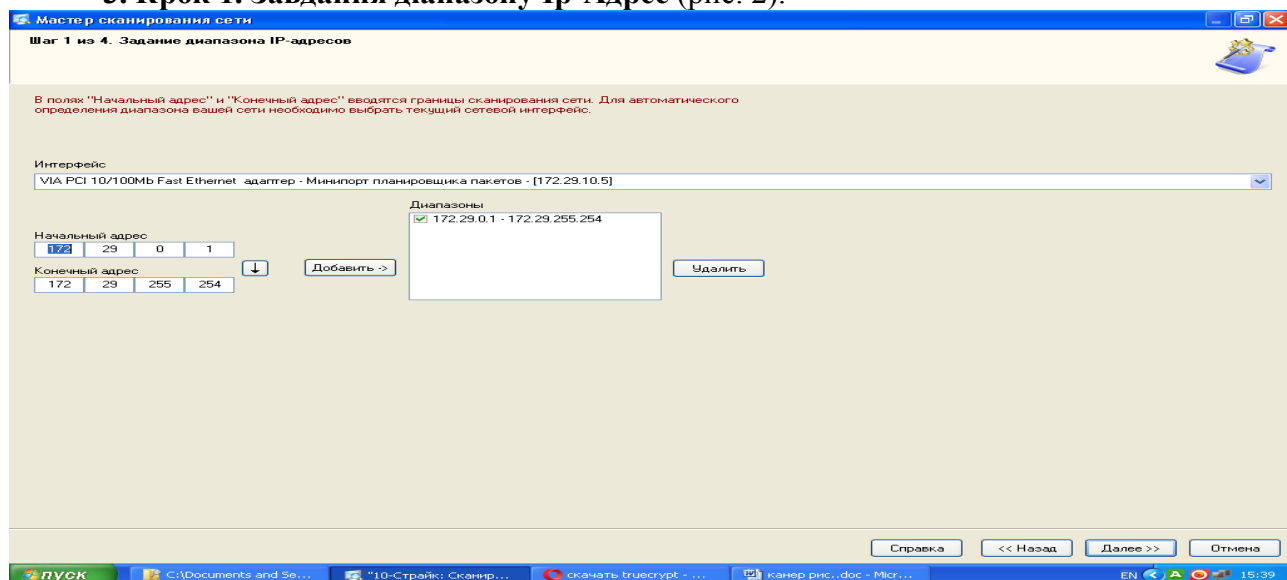 3. Крок 1. Завдання діапазону Ір-Адрес (рис. 2).
Мастер сканирования сети
Шаг 1 из 4. Задание диапазона IP-адресов
В полях "Начальный адрес" и "Конечный адрес" вводятся границы сканирования сети. Для автоматического
определения диапазона вашей сети необходимо выбрать текущий сетевой интерфейс.
Интерфейс
VIA PCI 10/100Mb Fast Ethernet адаптер - Минипорт планировщика пакетов - [172.29.10.5]
Диапазоны
172.29.0.1 - 172.29.255.254
Начальный адрес
172 29 0 1
Конечный адрес
172 29 255 254
Добавить ->
Удалить
Справка << Назад Далее >> Отмена
пуск C:\Documents and Se... "10-Страйк: Сканир... скачать truecrypt - ... канер рис..doc - Micr... EN 15:39